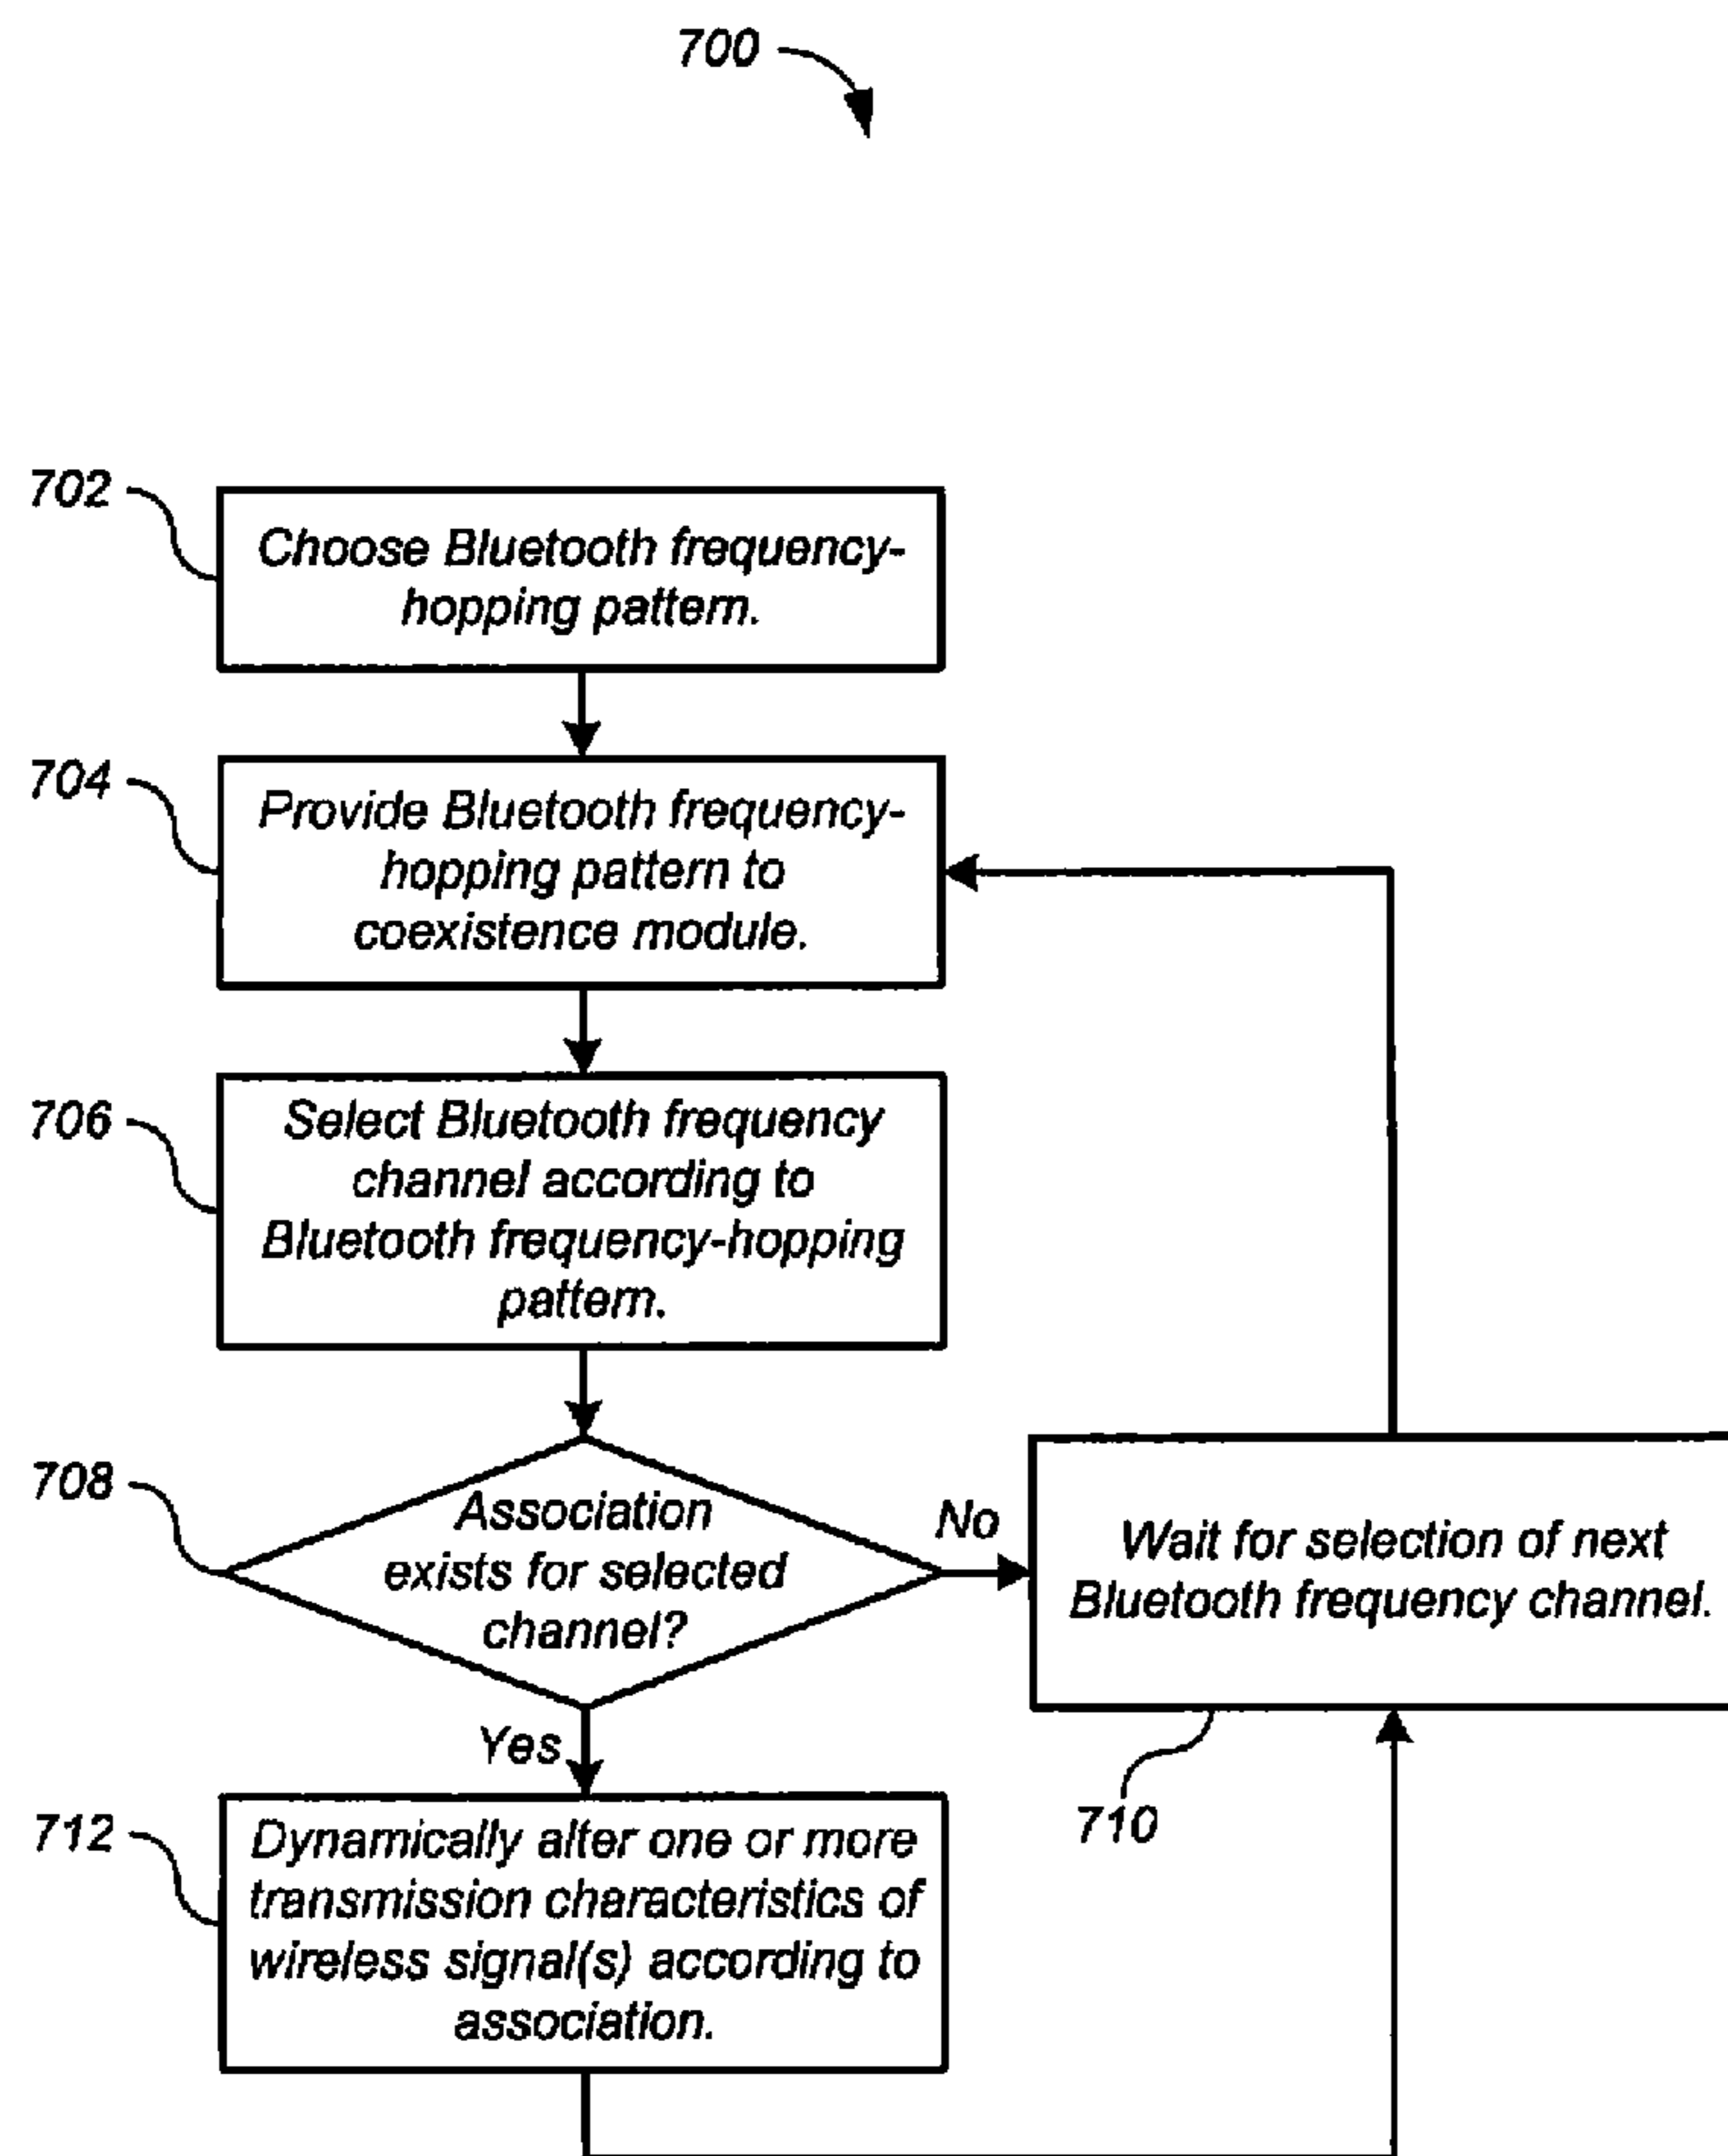 700
702
Choose Bluetooth frequency-
hopping pattern.
704
Provide Bluetooth frequency-
hopping pattern to
coexistence module.
706
Select Bluetooth frequency
channel according to
Bluetooth frequency-hopping
pattern.
708
Association
exists for selected
channel?
No
Wait for selection of next
Bluetooth frequency channel.
710
Yes
712
Dynamically alter one or more
transmission characteristics of
wireless signal(s) according to
association.